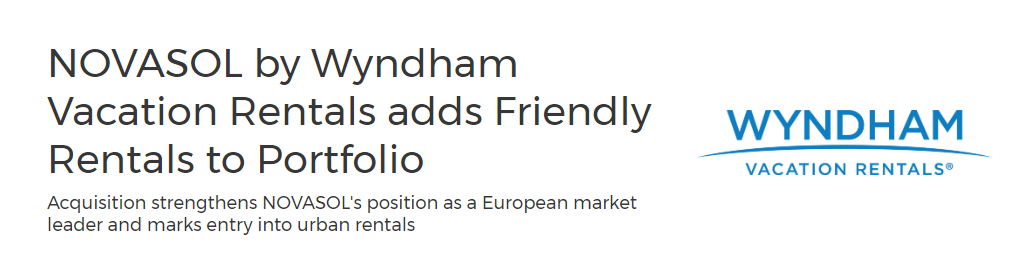 NOVASOL by Wyndham
Vacation Rentals adds Friendly
Rentals to Portfolio
Acquisition strengthens NOVASOL's position as a European market
leader and marks entry into urban rentals
WYNDHAM
VACATION RENTALS®